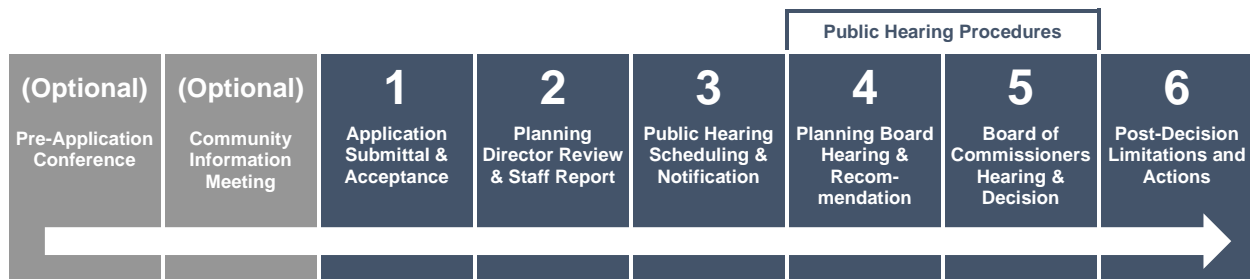 Public Hearing Procedures
(Optional)
Pre-Application
Conference
(Optional)
Community
Information
Meeting
1
Application
Submittal &
Acceptance
2
Planning
Director Review
& Staff Report
3
Public Hearing
Scheduling &
Notification
4
Planning Board
Hearing &
Recom-
mendation
5
Board of
Commissioners
Hearing &
Decision
6
Post-Decision
Limitations and
Actions